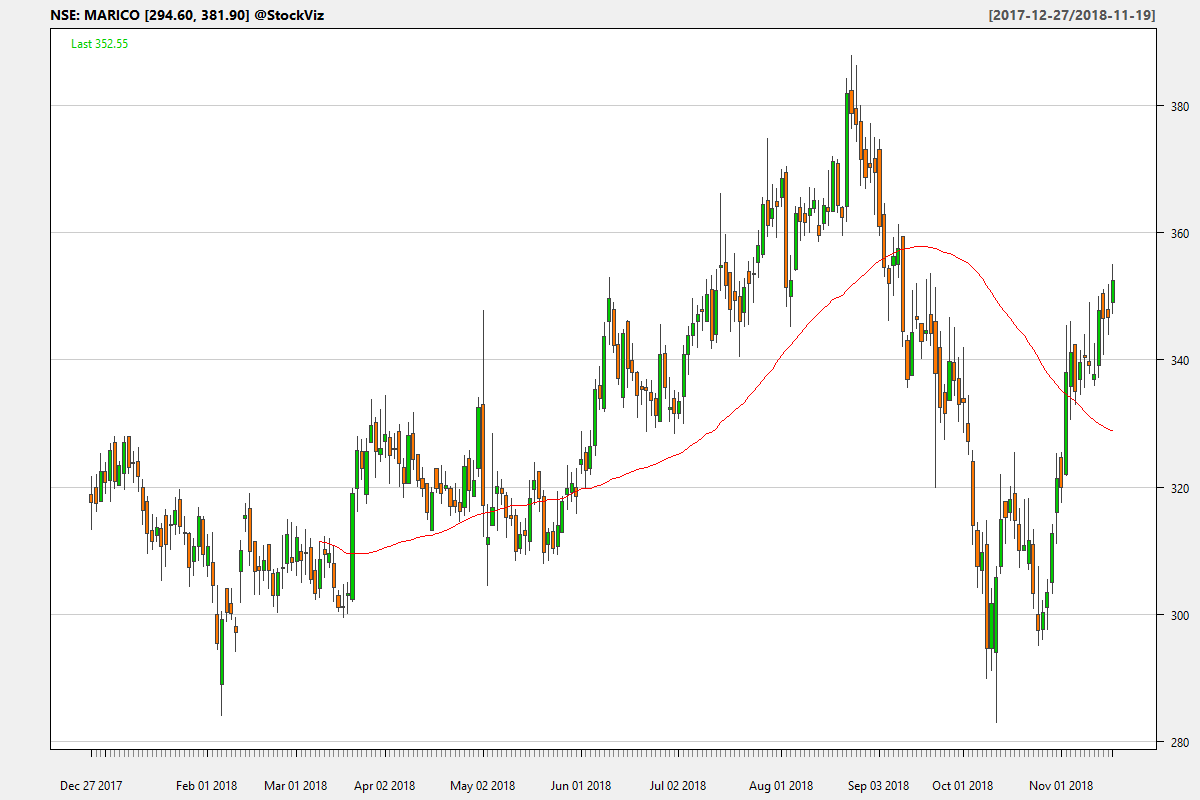 NSE: MARICO [294.60, 381.90] @StockViz [2017-12-27/2018-11-19]
Last 352.55
380
360
340
320
300
280
Dec 27 2017 Feb 01 2018 Mar 01 2018 Apr 02 2018 May 02 2018 Jun 01 2018 Jul 02 2018 Aug 01 2018 Sep 03 2018 Oct 01 2018 Nov 01 2018